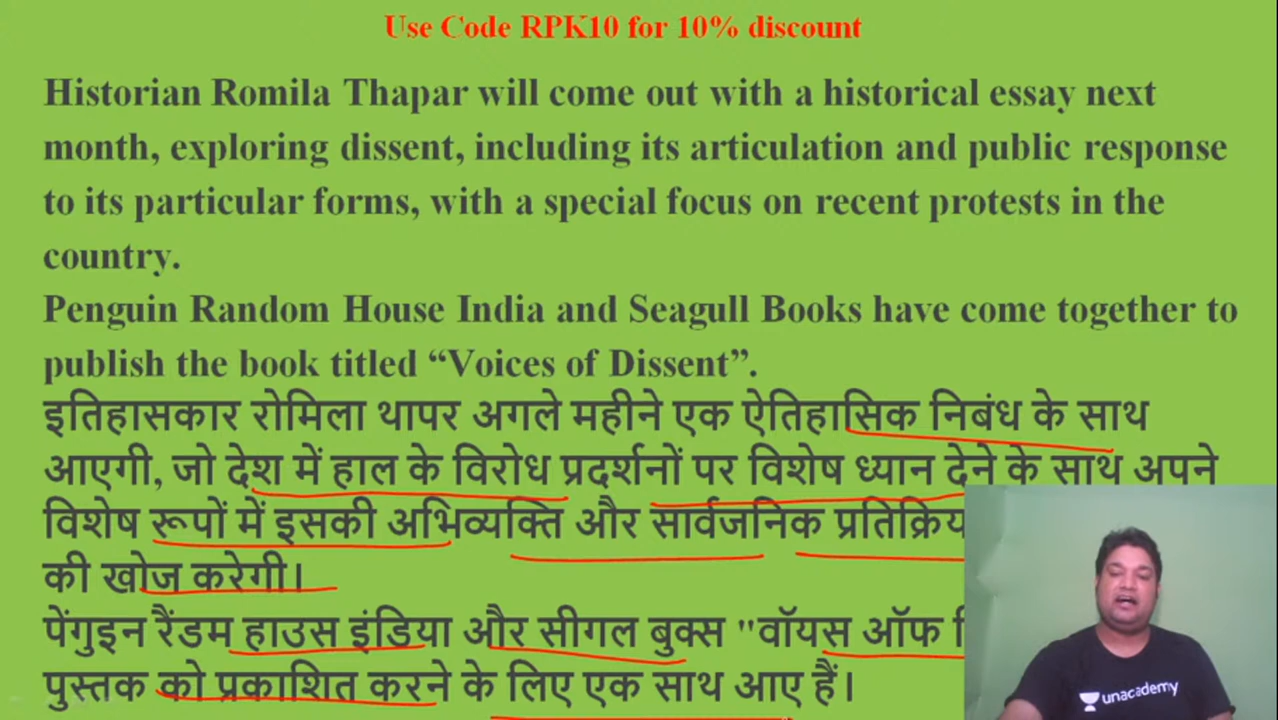 Use Code RPK10 for 10% discount
Historian Romila Thapar will come out with a historical essay next
month, exploring dissent, including its articulation and public response
to its particular forms, with a special focus on recent protests in the
country.
Penguin Random House India and Seagull Books have come together to
publish the book titled “Voices of Dissent”.
इतिहासकार रोमिला थापर अगले महीने एक ऐतिहासिक निबंध के साथ
आएगी, जो देश में हाल के विरोध प्रदर्शनों पर विशेष ध्यान देने के साथ अपने
विशेष रूपों में इसकी अभिव्यक्ति और सार्वजनिक
की खोज करेगी।
पेंगुइन रैंडम हाउस इंडिया और सीगल बुक्स "वॉयस ऑफ
पुस्तक को प्रकाशित करने के लिए एक साथ आए हैं।
unacademy